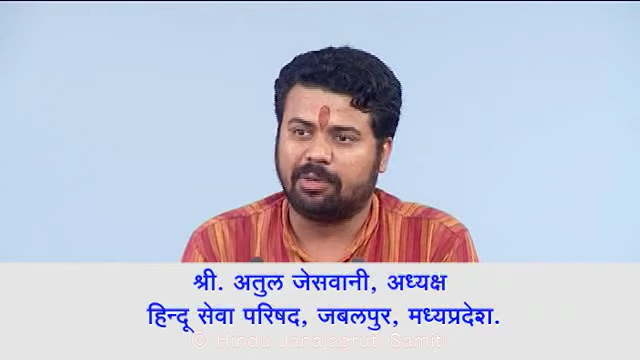 श्री. अतुल जेसवानी, अध्यक्ष
हिन्दू सेवा परिषद, जबलपुर, मध्यप्रदेश.
© Hindu Janajagruti Samiti